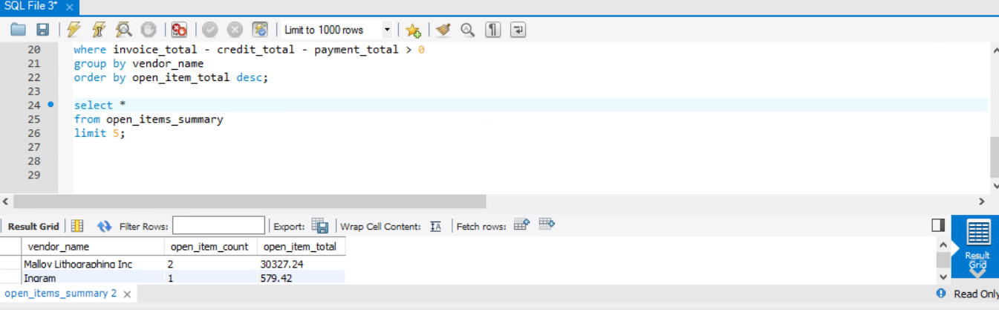 SQL File 3*
Limit to 1000 rows
20 where invoice_total - credit_total - payment_total > 0
21 group by vendor_name
22 order by open_item_total desc;
23
24 select *
25 from open_items_summary
26 limit 5;
27
28
29
Result Grid Filter Rows: Export: Wrap Cell Content: Fetch rows:
vendor_name open_item_count open_item_total
Malloy Lithographing Inc 2 30327.24
Ingram 1 579.42
Result
Grid
open_items_summary 2 Read Only